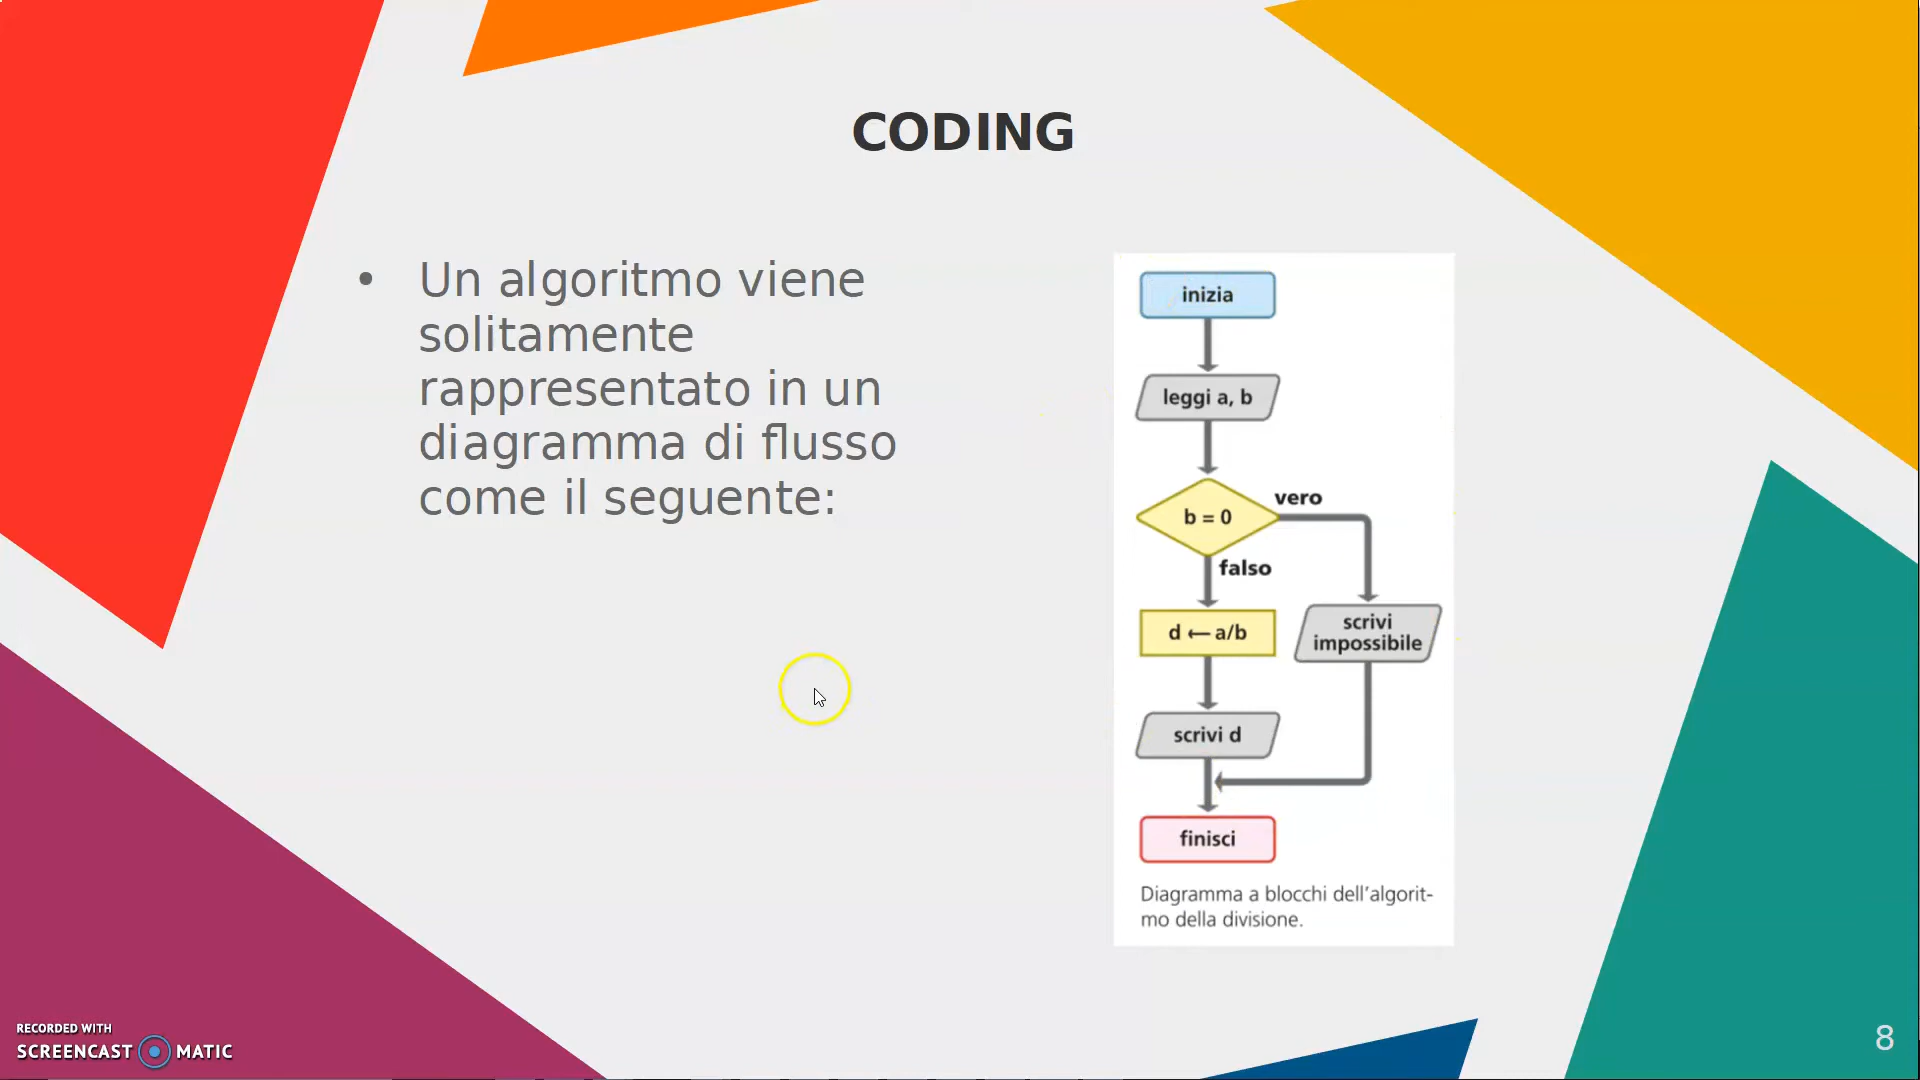 CODING
• Un algoritmo viene
solitamente
rappresentato in un
diagramma di flusso
come il seguente:
inizia
leggi a, b
b = 0
vero
falso
d ← a/b
scrivi
impossibile
scrivi d
finisci
Diagramma a blocchi dell'algorit-
mo della divisione.
RECORDED WITH
SCREENCAST MATIC
8